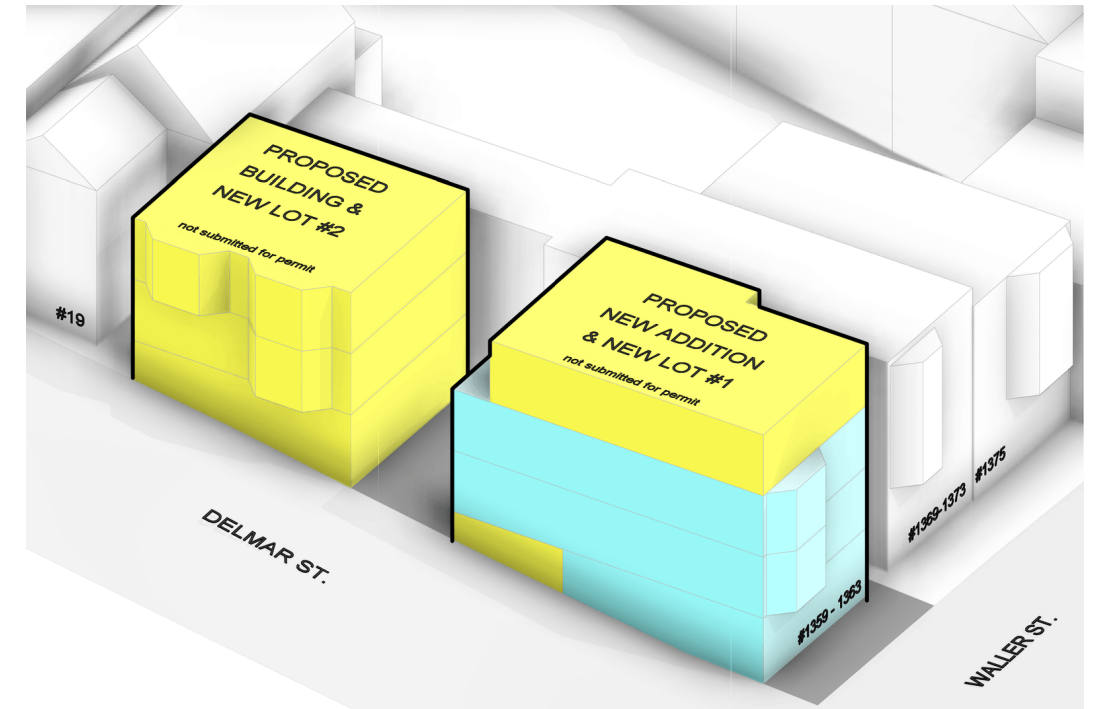 PROPOSED
BUILDING &
NEW LOT #2
not submitted for permit
#19
PROPOSED
NEW ADDITION
& NEW LOT #1
not submitted for permit
#1375
#1369-1373
#1359 - 1363
DELMAR ST.
WALLER ST.